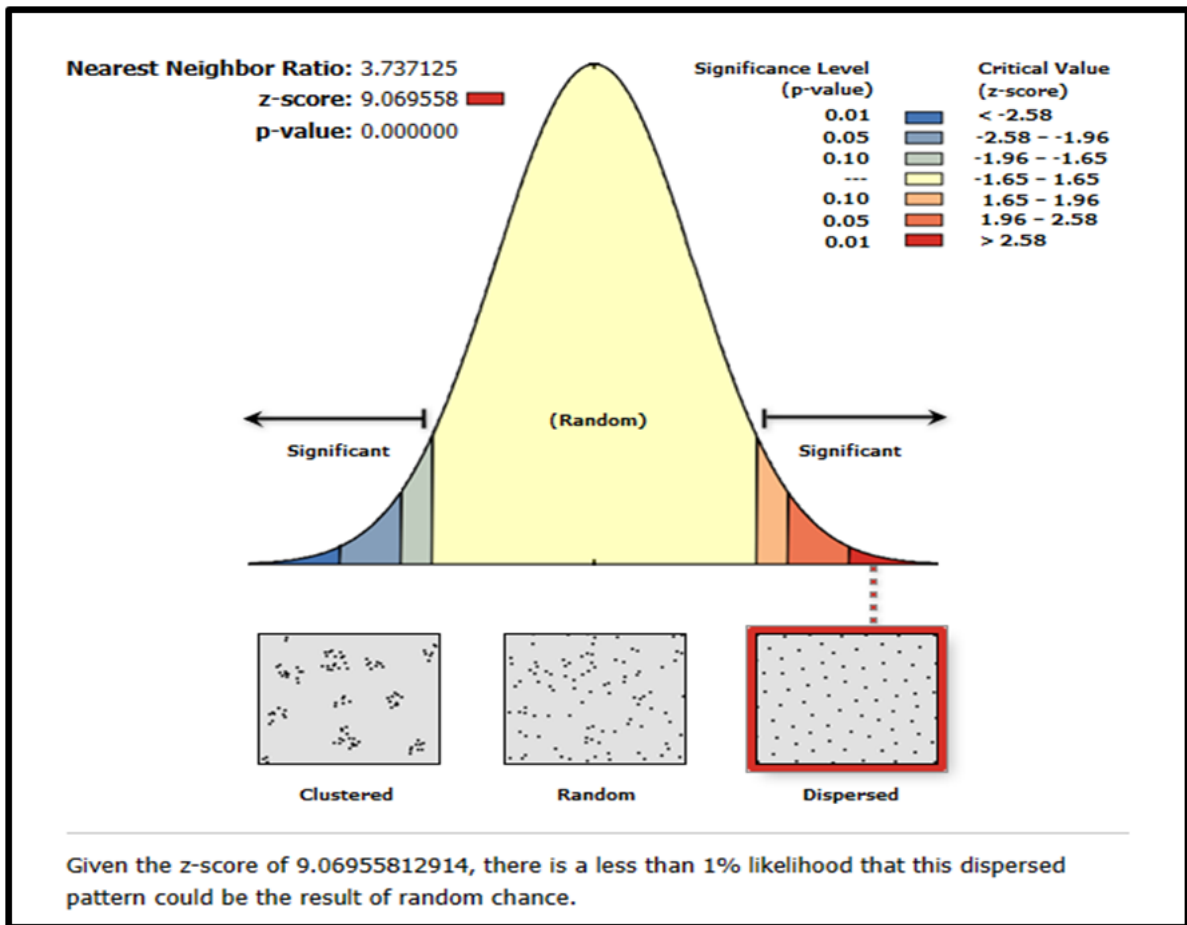 Nearest Neighbor Ratio: 3.737125
z-score: 9.069558
p-value: 0.000000
Significance Level Critical Value
(p-value) (z-score)
0.01 < -2.58
0.05 -2.58 – -1.96
0.10 -1.96 – -1.65
--- -1.65 – 1.65
0.10 1.65 – 1.96
0.05 1.96 – 2.58
0.01 > 2.58
(Random)
Significant Significant
Clustered Random Dispersed
Given the z-score of 9.06955812914, there is a less than 1% likelihood that this dispersed
pattern could be the result of random chance.